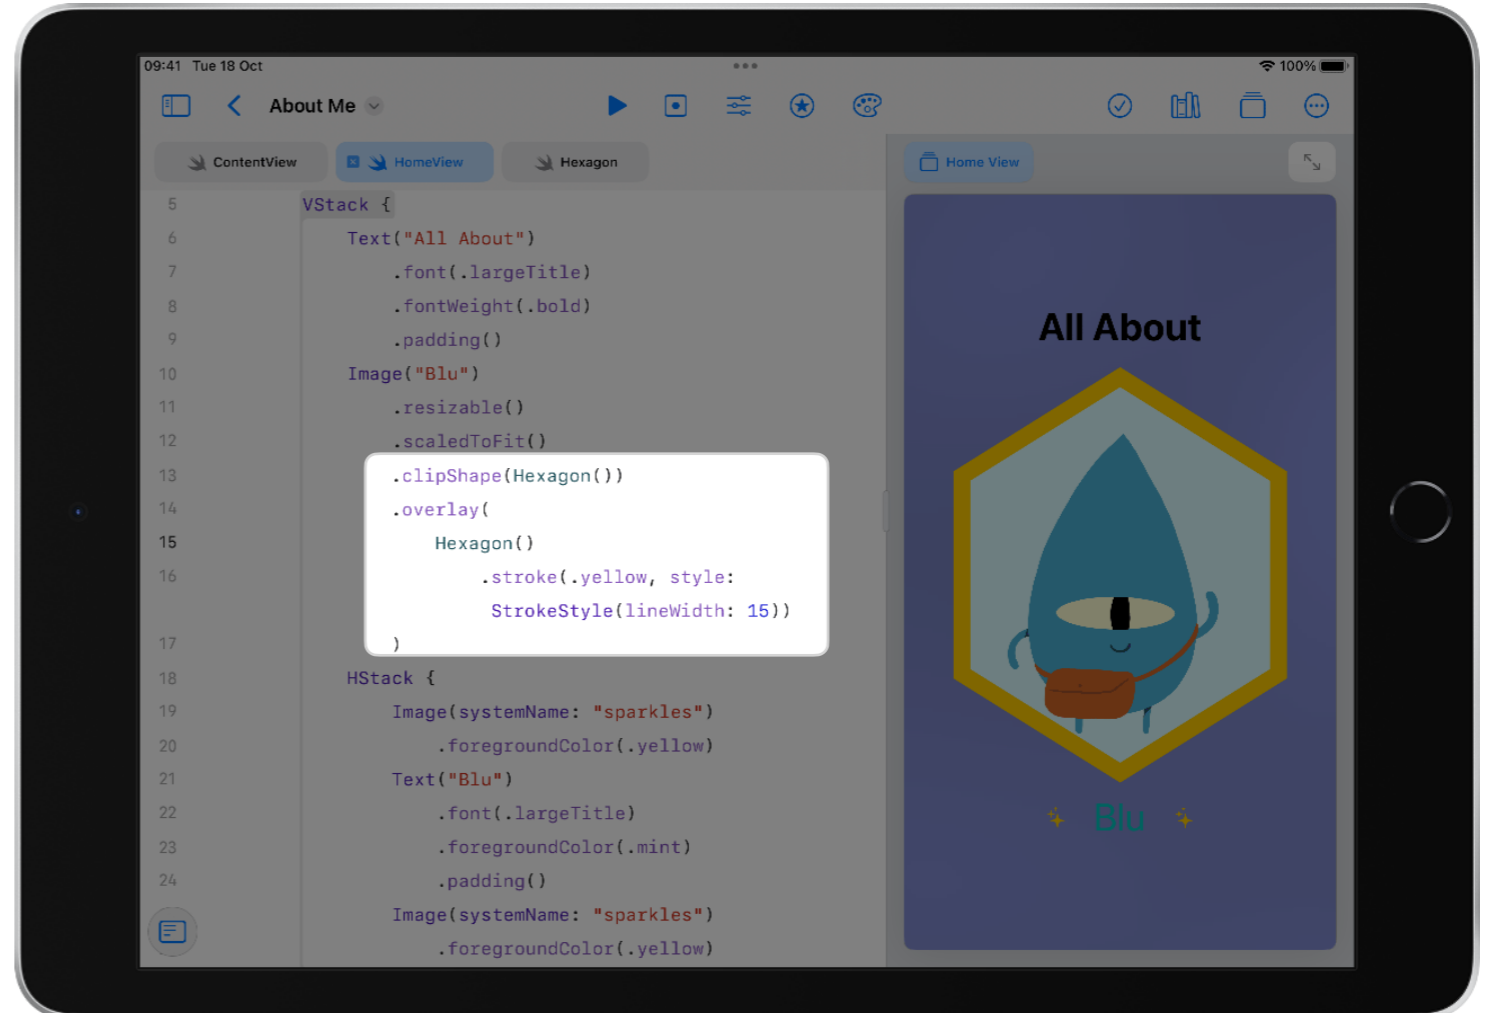 09:41 Tue 18 Oct
100%
About Me
ContentView
HomeView
Hexagon
Home View
5 VStack {
6 Text("All About")
7 .font(.largeTitle)
8 .fontWeight(.bold)
9 .padding()
10 Image("Blu")
11 .resizable()
12 .scaledToFit()
13 .clipShape(Hexagon())
14 .overlay(
15 Hexagon()
16 .stroke(.yellow, style:
StrokeStyle(lineWidth: 15))
17 )
18 HStack {
19 Image(systemName: "sparkles")
20 .foregroundColor(.yellow)
21 Text("Blu")
22 .font(.largeTitle)
23 .foregroundColor(.mint)
24 .padding()
Image(systemName: "sparkles")
.foregroundColor(.yellow)
All About
Blu